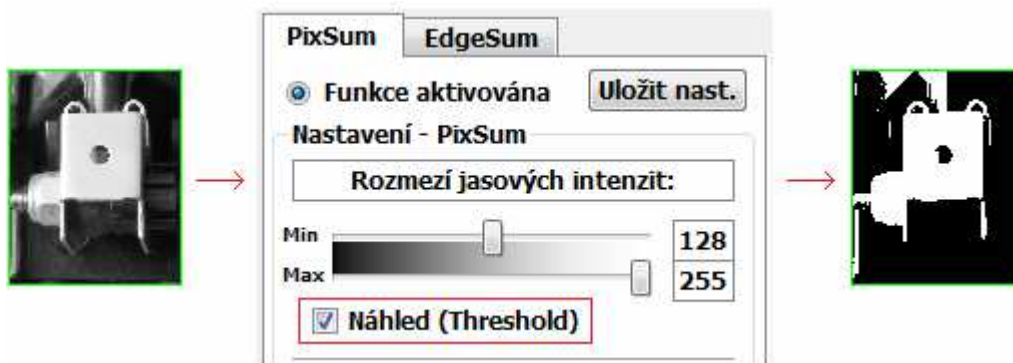 PixSum EdgeSum
Funkce aktivována Uložit nast.
Nastavení - PixSum
Rozmezí jasových intenzit:
Min 128
Max 255
Náhled (Threshold)